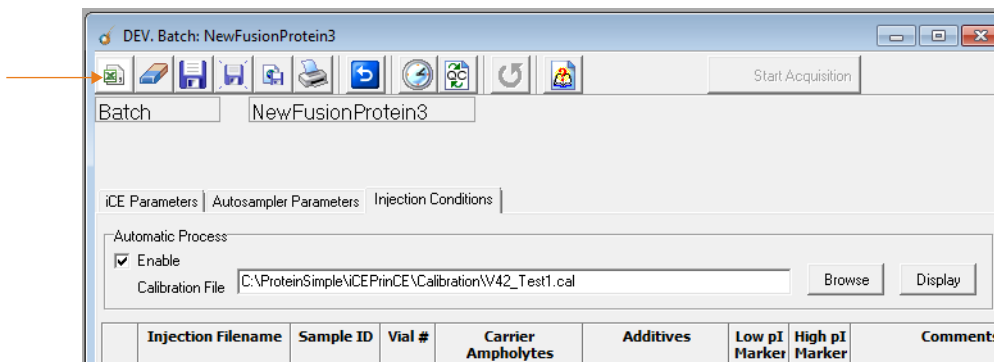 DEV. Batch: NewFusionProtein3
QC
Start Acquisition
Batch NewFusionProtein3
iCE Parameters Autosampler Parameters Injection Conditions
Automatic Process
Enable
Calibration File C:\ProteinSimple\iCEPrinCE\Calibration\V42_Test1.cal Browse Display
Injection Filename Sample ID Vial # Carrier Additives Low pI High pI Comments
Ampholytes Marker Marker